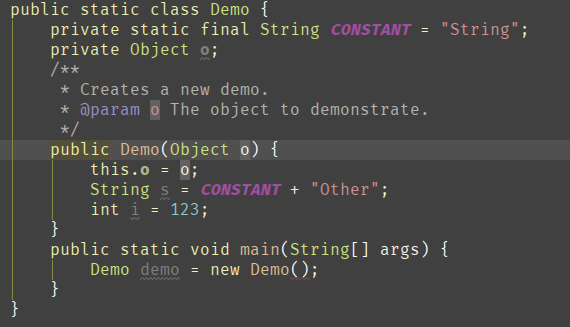 public static class Demo {
    private static final String CONSTANT = "String";
    private Object o;
    /**
     * Creates a new demo.
     * @param o The object to demonstrate.
     */
    public Demo(Object o) {
        this.o = o;
        String s = CONSTANT + "Other";
        int i = 123;
    }
    public static void main(String[] args) {
        Demo demo = new Demo();
    }
}